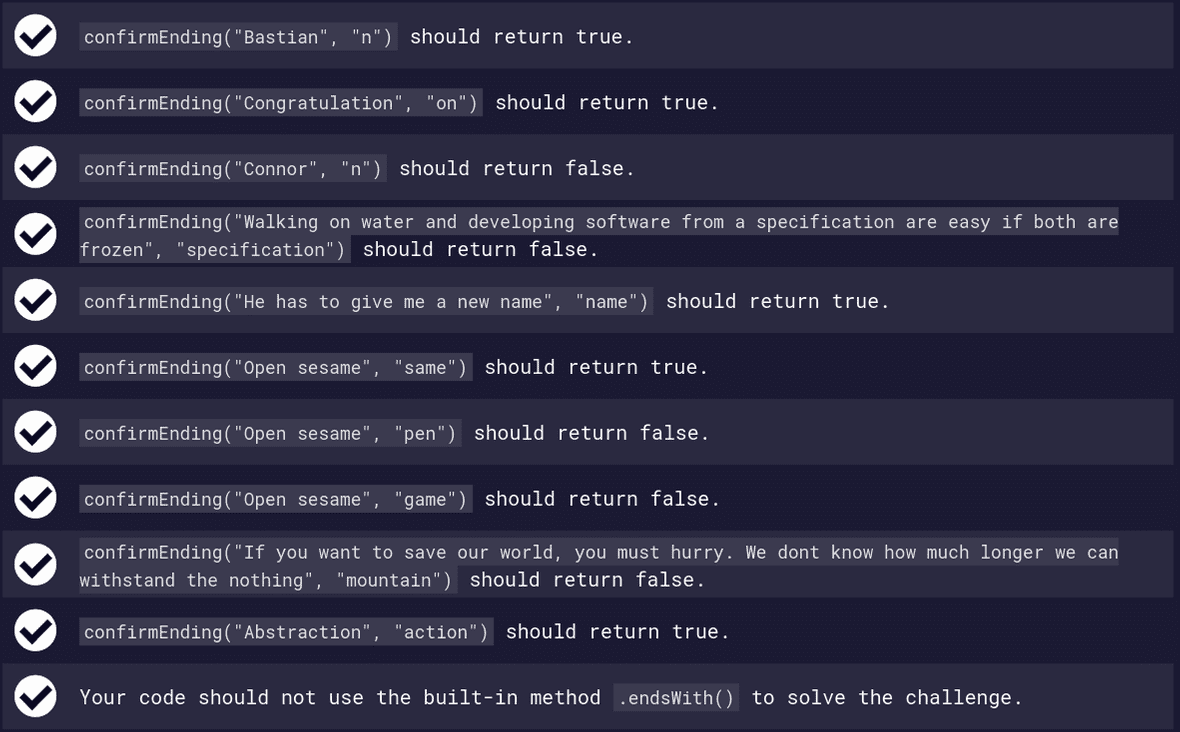 confirmEnding("Bastian", "n") should return true.
confirmEnding("Congratulation", "on") should return true.
confirmEnding("Connor", "n") should return false.
confirmEnding("Walking on water and developing software from a specification are easy if both are
frozen", "specification") should return false.
confirmEnding("He has to give me a new name", "name") should return true.
confirmEnding("Open sesame", "same") should return true.
confirmEnding("Open sesame", "pen") should return false.
confirmEnding("Open sesame", "game") should return false.
confirmEnding("If you want to save our world, you must hurry. We dont know how much longer we can
withstand the nothing", "mountain") should return false.
confirmEnding("Abstraction", "action") should return true.
Your code should not use the built-in method .endsWith() to solve the challenge.